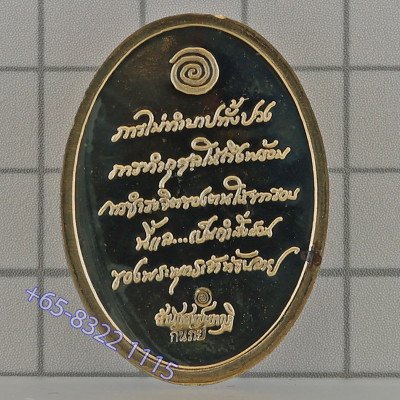 การไม่ทำบาปทั้งปวง
การทำกุศลให้ถึงพร้อม
การชำระจิตของตนให้ขาวรอบ
นี้แล...เป็นคำสั่งสอน
ของพระพุทธเจ้าทั้งหลาย
+65-8322 1115